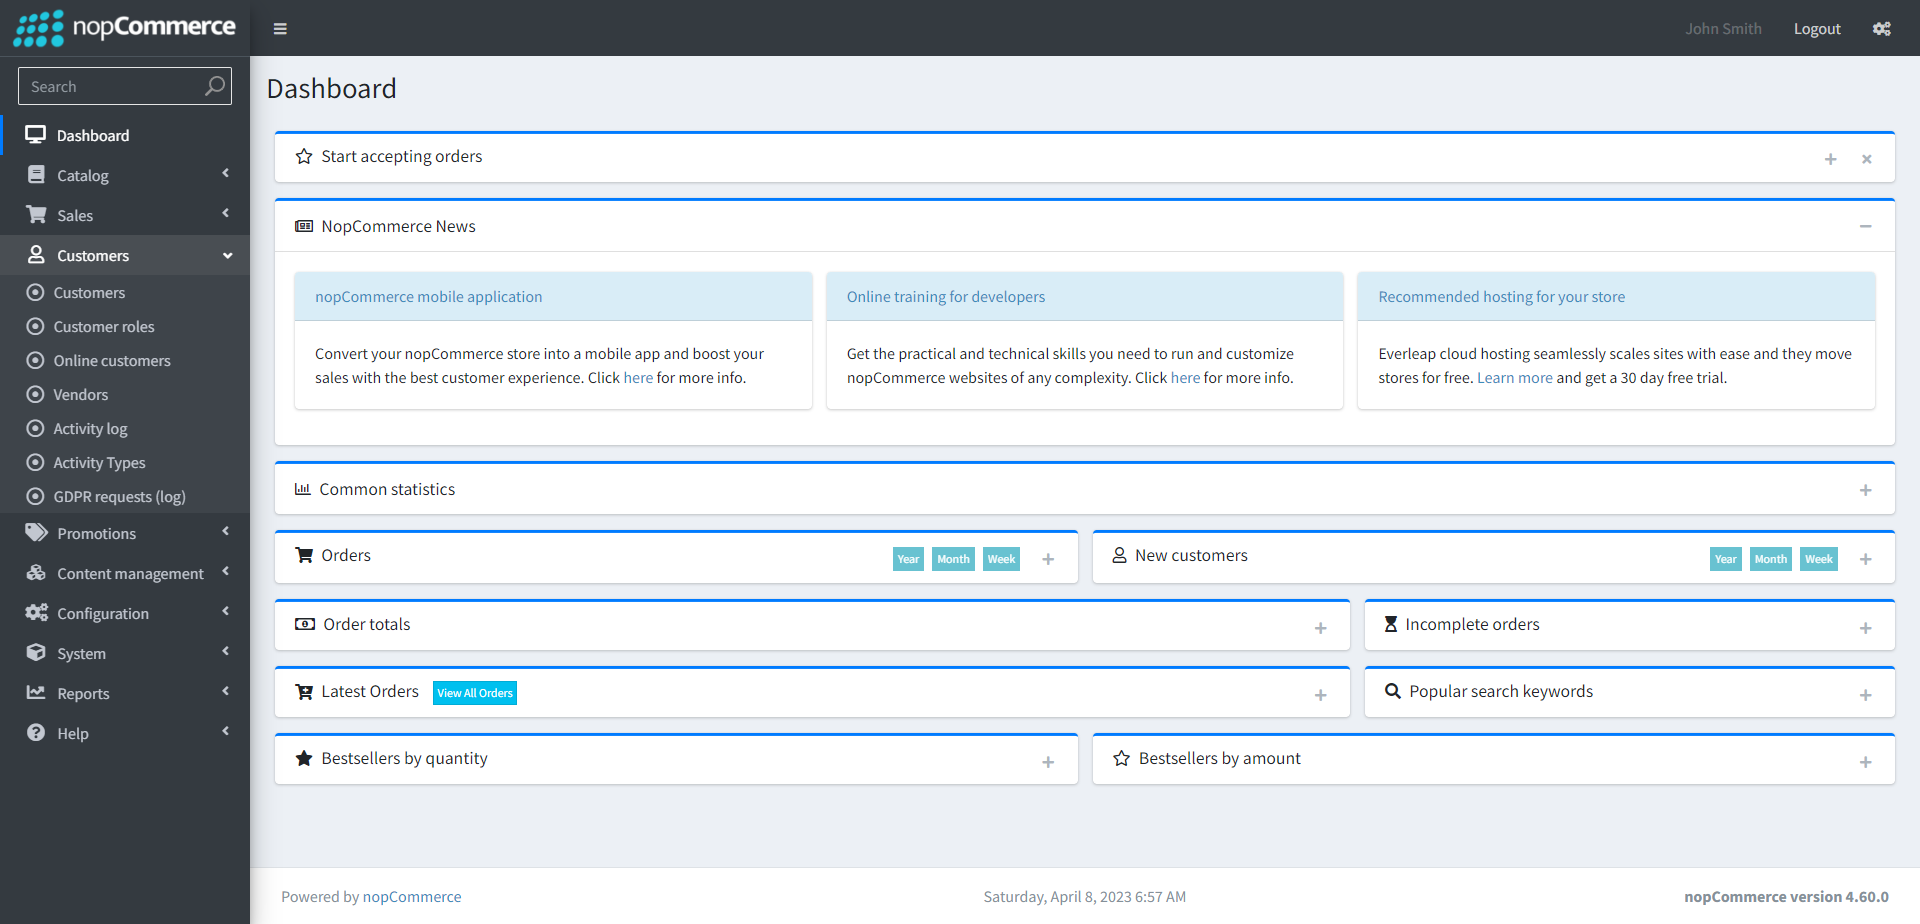 nopCommerce
John Smith
Logout
Search
Dashboard
Catalog
Sales
Customers
Customers
Customer roles
Online customers
Vendors
Activity log
Activity Types
GDPR requests (log)
Promotions
Content management
Configuration
System
Reports
Help
Dashboard
Start accepting orders
NopCommerce News
nopCommerce mobile application
Convert your nopCommerce store into a mobile app and boost your
sales with the best customer experience. Click here for more info.
Online training for developers
Get the practical and technical skills you need to run and customize
nopCommerce websites of any complexity. Click here for more info.
Recommended hosting for your store
Everleap cloud hosting seamlessly scales sites with ease and they move
stores for free. Learn more and get a 30 day free trial.
Common statistics
Orders
Year Month Week
New customers
Year Month Week
Order totals
Incomplete orders
Latest Orders View All Orders
Popular search keywords
Bestsellers by quantity
Bestsellers by amount
Powered by nopCommerce
Saturday, April 8, 2023 6:57 AM
nopCommerce version 4.60.0